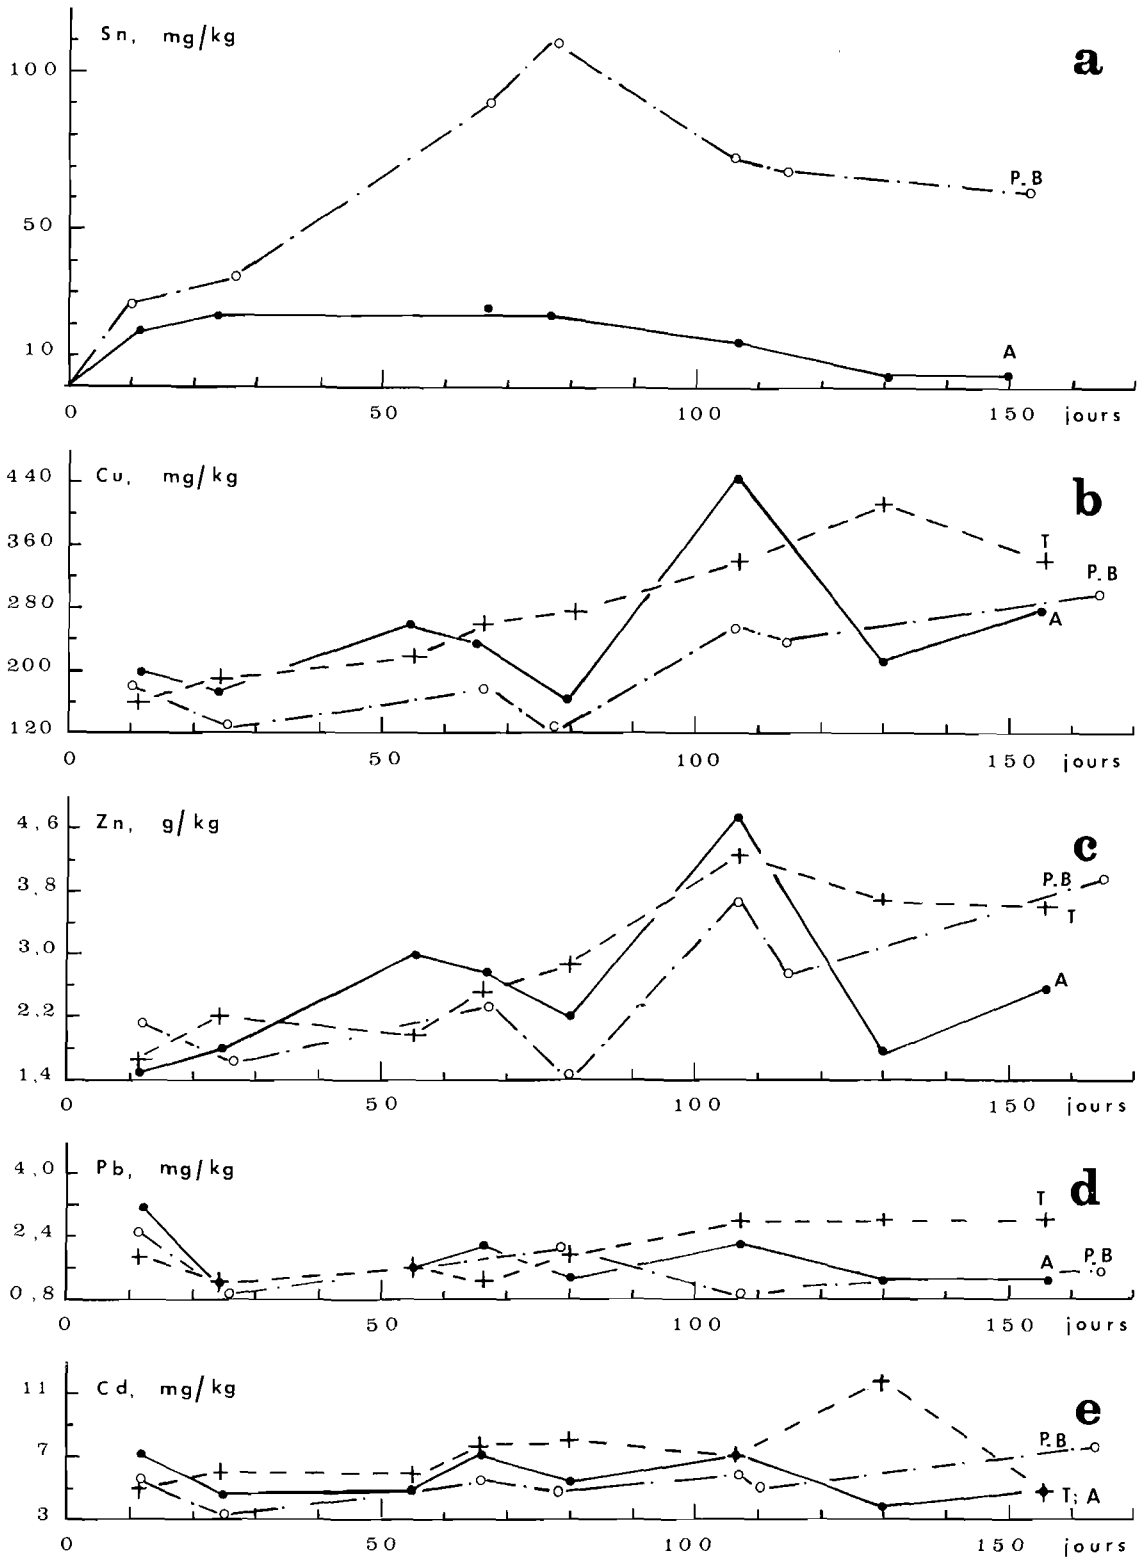 Sn, mg/kg
a
100
50
10
P-B
A
0 50 100 150 jours
Cu, mg/kg
b
440
360
280
200
120
T
P-B
A
0 50 100 150 jours
Zn, g/kg
c
4,6
3,8
3,0
2,2
1,4
P-B
T
A
0 50 100 150 jours
Pb, mg/kg
d
4,0
2,4
0,8
T
A
P-B
0 50 100 150 jours
Cd, mg/kg
e
11
7
3
P-B
T; A
0 50 100 150 jours